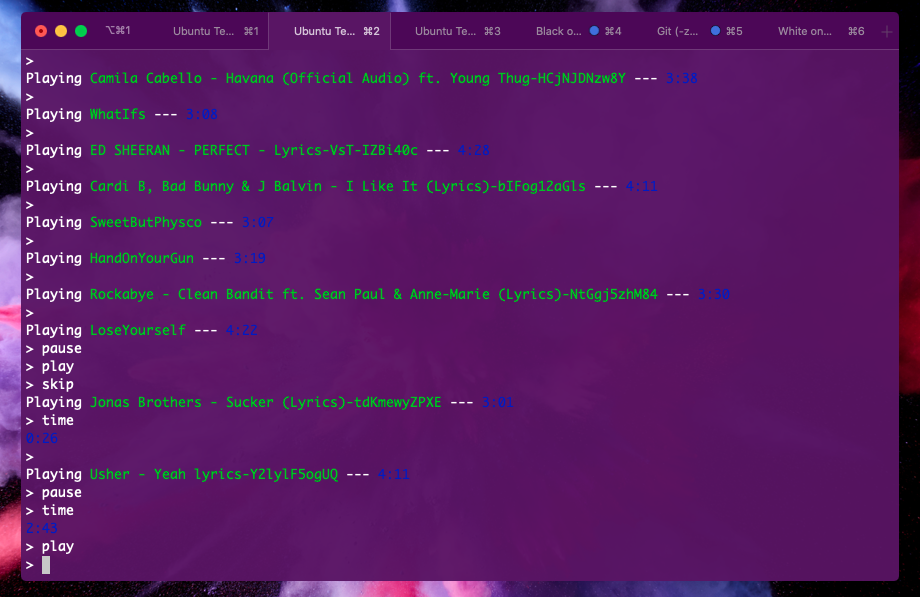 ⌥⌘1 Ubuntu Te... ⌘1 Ubuntu Te... ⌘2 Ubuntu Te... ⌘3 Black o... ⌘4 Git (-z... ⌘5 White on... ⌘6 +
>
Playing Camila Cabello - Havana (Official Audio) ft. Young Thug-HCjNJDNzw8Y --- 3:38
>
Playing WhatIfs --- 3:08
>
Playing ED SHEERAN - PERFECT - Lyrics-VsT-IZBi40c --- 4:28
>
Playing Cardi B, Bad Bunny & J Balvin - I Like It (Lyrics)-bIFog1ZaGls --- 4:11
>
Playing SweetButPhysco --- 3:07
>
Playing HandOnYourGun --- 3:19
>
Playing Rockabye - Clean Bandit ft. Sean Paul & Anne-Marie (Lyrics)-NtGgj5zhM84 --- 3:30
>
Playing LoseYourself --- 4:22
> pause
> play
> skip
Playing Jonas Brothers - Sucker (Lyrics)-tdKmewyZPXE --- 3:01
> time
0:26
>
Playing Usher - Yeah lyrics-Y2lylF5ogUQ --- 4:11
> pause
> time
2:43
> play
>